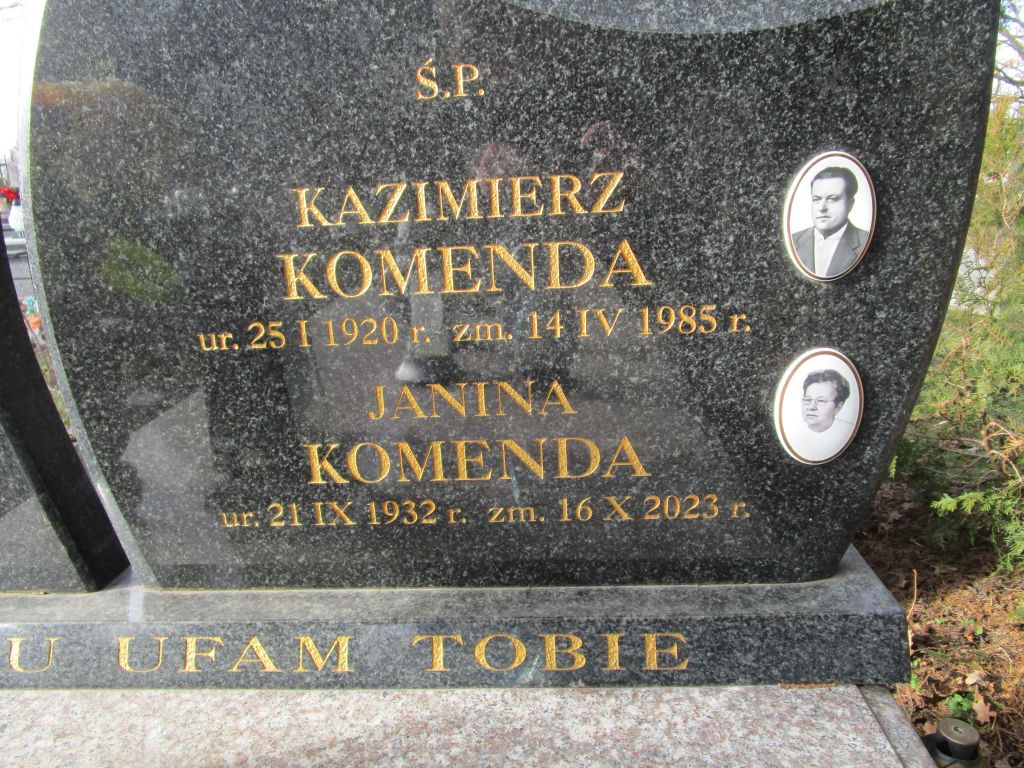 Ś.P.
KAZIMIERZ
KOMENDA
ur. 25 I 1920 r. zm. 14 IV 1985 r.
JANINA
KOMENDA
ur. 21 IX 1932 r. zm. 16 X 2023 r.
U UFAM TOBIE